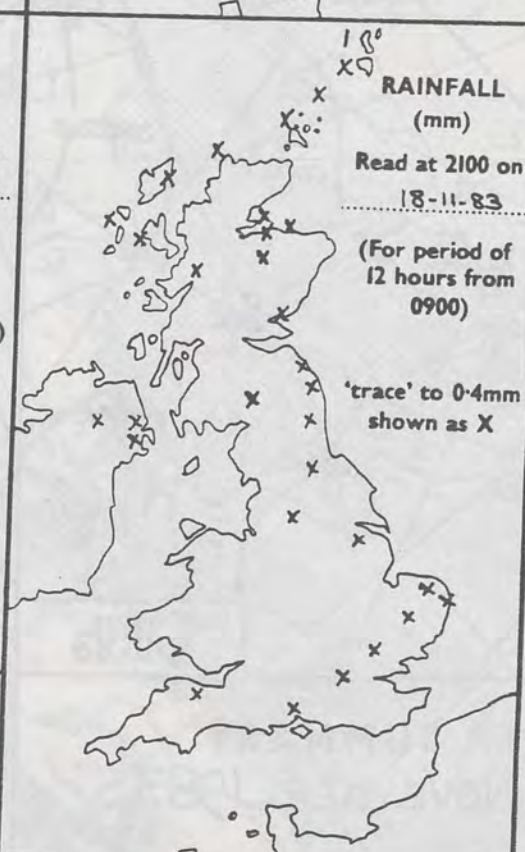 1
RAINFALL
(mm)
Read at 2100 on
18-11-83
(For period of
12 hours from
0900)
'trace' to 0·4mm
shown as X